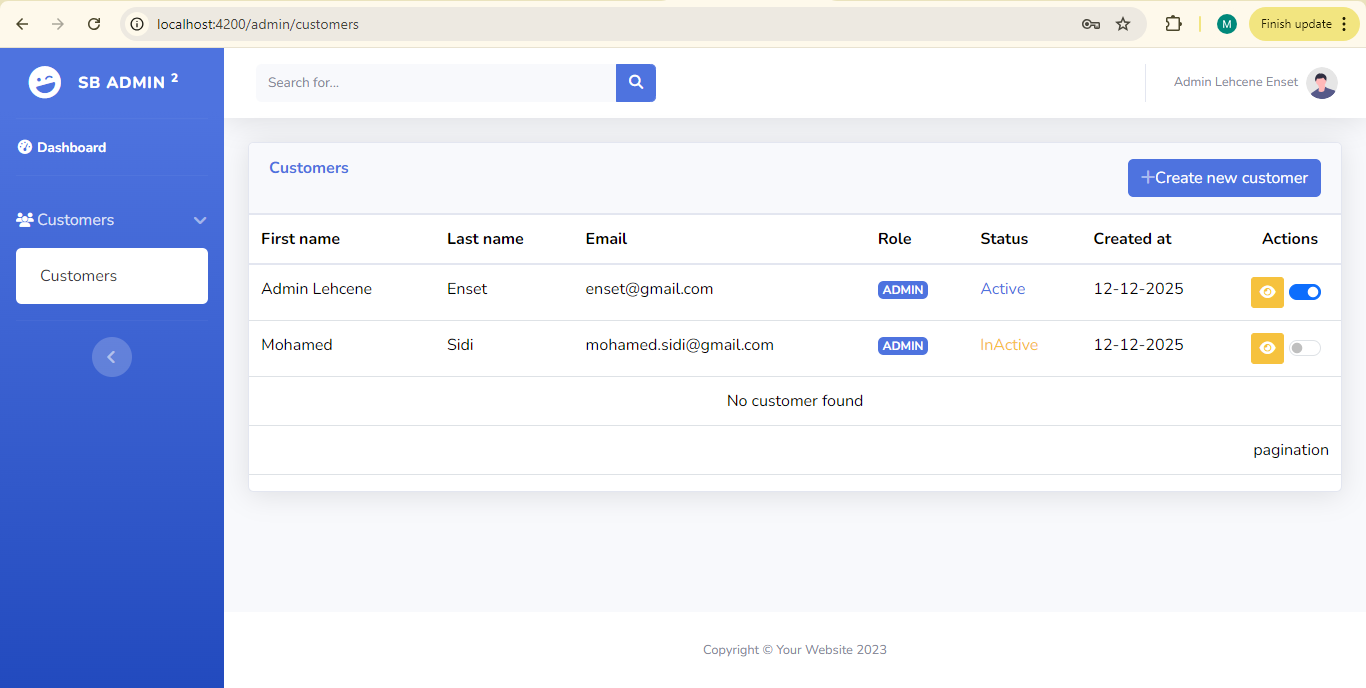 localhost:4200/admin/customers
M
Finish update
SB ADMIN 2
Search for...
Admin Lehcene Enset
Dashboard
Customers
Customers
Customers
Create new customer
First name Last name Email Role Status Created at Actions
Admin Lehcene Enset enset@gmail.com ADMIN Active 12-12-2025
Mohamed Sidi mohamed.sidi@gmail.com ADMIN InActive 12-12-2025
No customer found
pagination
Copyright © Your Website 2023